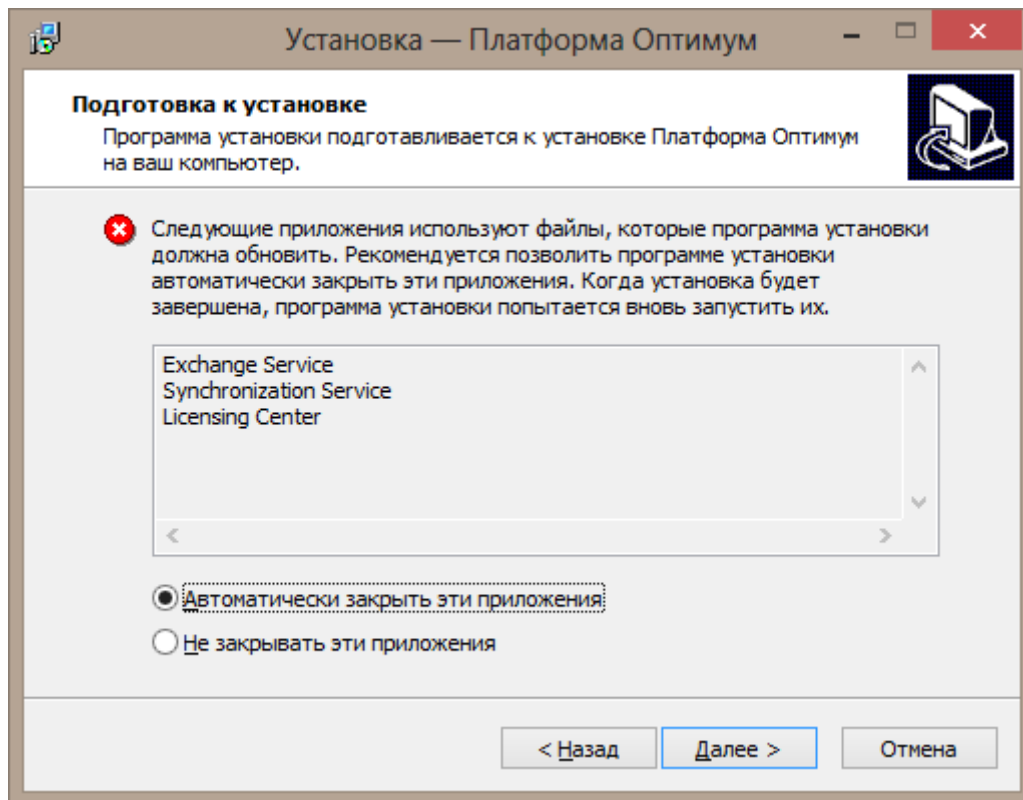 Установка — Платформа Оптимум
Подготовка к установке
Программа установки подготавливается к установке Платформа Оптимум
на ваш компьютер.
Следующие приложения используют файлы, которые программа установки
должна обновить. Рекомендуется позволить программе установки
автоматически закрыть эти приложения. Когда установка будет
завершена, программа установки попытается вновь запустить их.
Exchange Service
Synchronization Service
Licensing Center
Автоматически закрыть эти приложения
Не закрывать эти приложения
< Назад
Далее >
Отмена